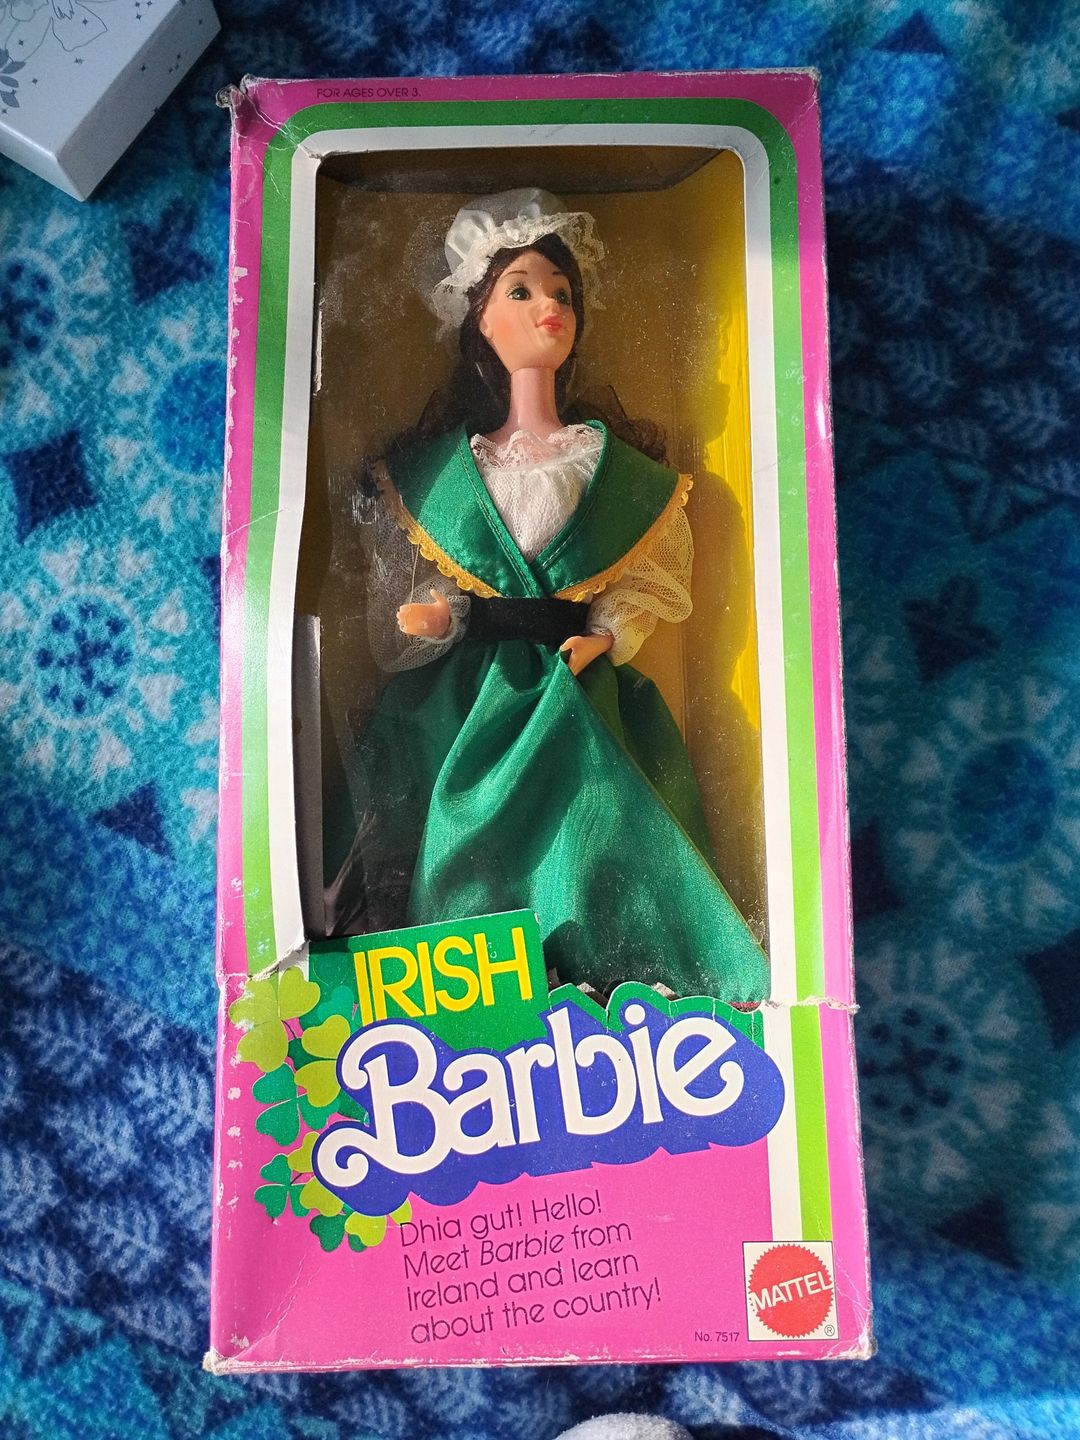 FOR AGES OVER 3.
IRISH
Barbie
Dhia gut! Hello!
Meet Barbie from
Ireland and learn
about the country!
MATTEL
®
No. 7517